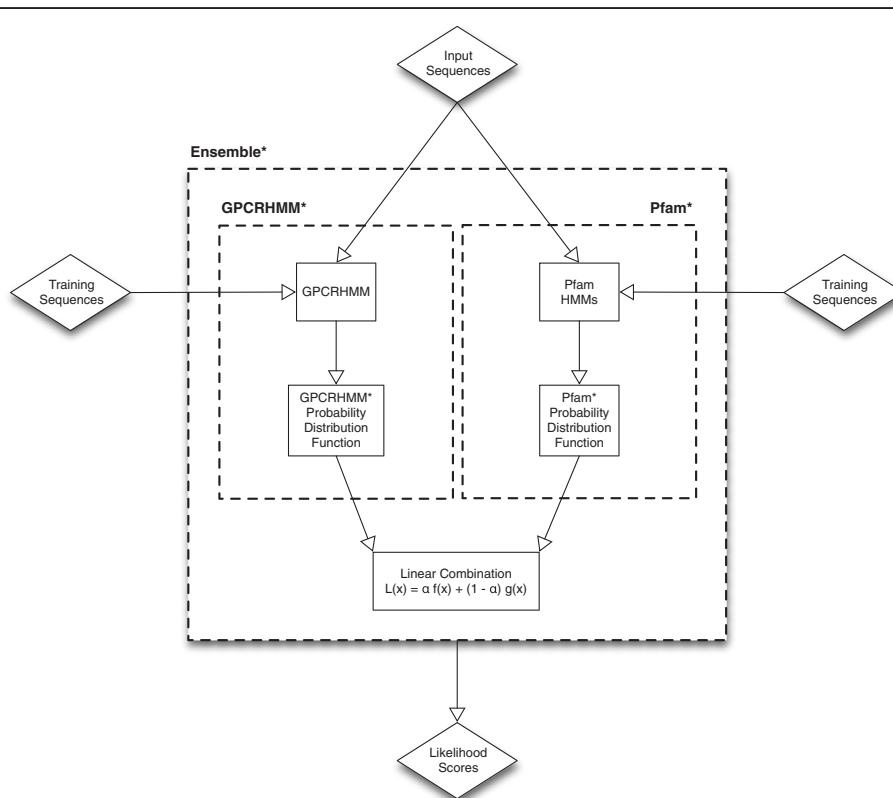 Input
Sequences
Ensemble*
GPCRHMM*
Pfam*
Training
Sequences
GPCRHMM
Pfam
HMMs
Training
Sequences
GPCRHMM*
Probability
Distribution
Function
Pfam*
Probability
Distribution
Function
Linear Combination
L(x) = α f(x) + (1 - α) g(x)
Likelihood
Scores